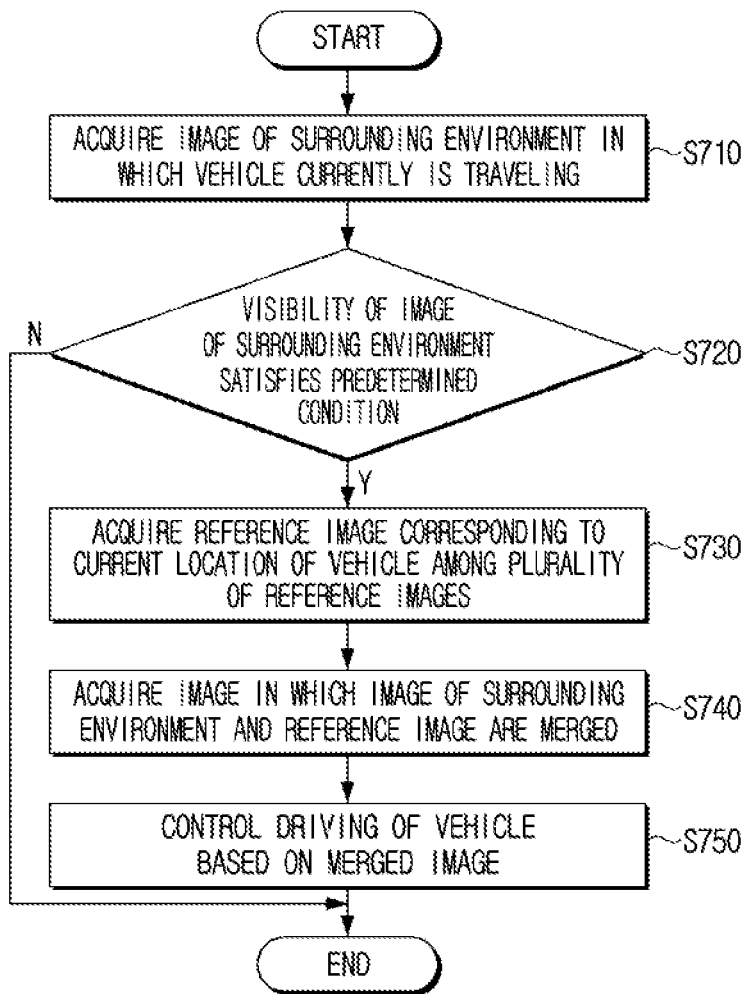 START
ACQUIRE IMAGE OF SURROUNDING ENVIRONMENT IN
WHICH VEHICLE CURRENTLY IS TRAVELING
S710
VISIBILITY OF IMAGE
OF SURROUNDING ENVIRONMENT
SATISFIES PREDETERMINED
CONDITION
N
S720
Y
ACQUIRE REFERENCE IMAGE CORRESPONDING TO
CURRENT LOCATION OF VEHICLE AMONG PLURALITY
OF REFERENCE IMAGES
S730
ACQUIRE IMAGE IN WHICH IMAGE OF SURROUNDING
ENVIRONMENT AND REFERENCE IMAGE ARE MERGED
S740
CONTROL DRIVING OF VEHICLE
BASED ON MERGED IMAGE
S750
END